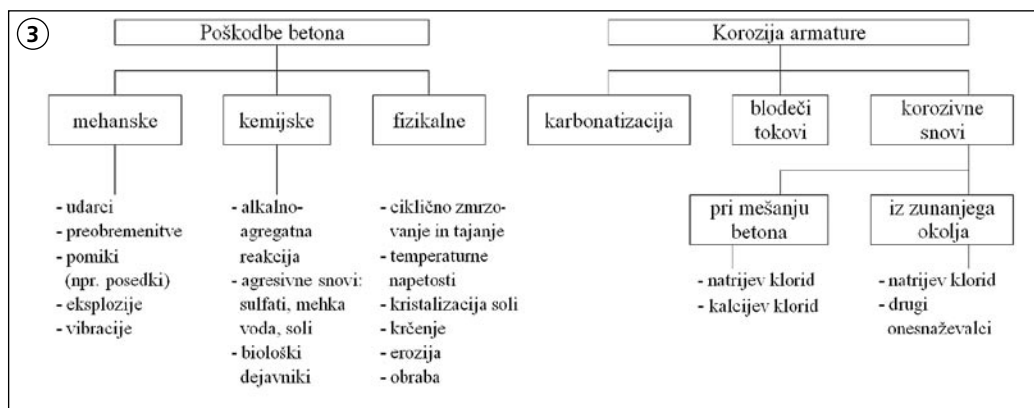 3
Poškodbe betona
mehanske
kemijske
fizikalne
- udarci
- preobremenitve
- pomiki
(npr. posedki)
- eksplozije
- vibracije
- alkalno-
agregatna
reakcija
- agresivne snovi:
sulfati, mehka
voda, soli
- biološki
dejavniki
- ciklično zmrzo-
vanje in tajanje
- temperaturne
napetosti
- kristalizacija soli
- krčenje
- erozija
- obraba
Korozija armature
karbonatizacija
blodeči
tokovi
korozivne
snovi
pri mešanju
betona
- natrijev klorid
- kalcijev klorid
iz zunanjega
okolja
- natrijev klorid
- drugi
onesnaževalci